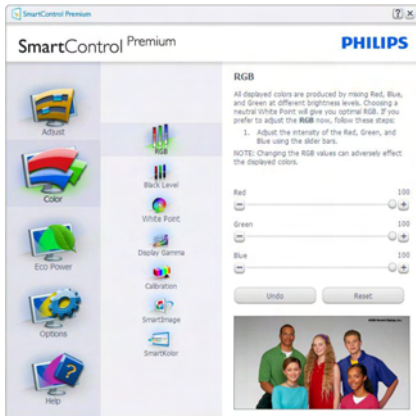 SmartControl Premium
SmartControl Premium
PHILIPS
Adjust
Color
Eco Power
Options
Help
RGB
Black Level
White Point
Display Gamma
Calibration
SmartImage
SmartKolor
RGB
All displayed colors are produced by mixing Red, Blue,
and Green at different brightness levels. Choosing a
neutral White Point will give you optimal RGB. If you
prefer to adjust the RGB now, follow these steps:
1. Adjust the intensity of the Red, Green, and
Blue using the slider bars.
NOTE: Changing the RGB values can adversely effect
the displayed colors.
Red 100
Green 100
Blue 100
Undo Reset